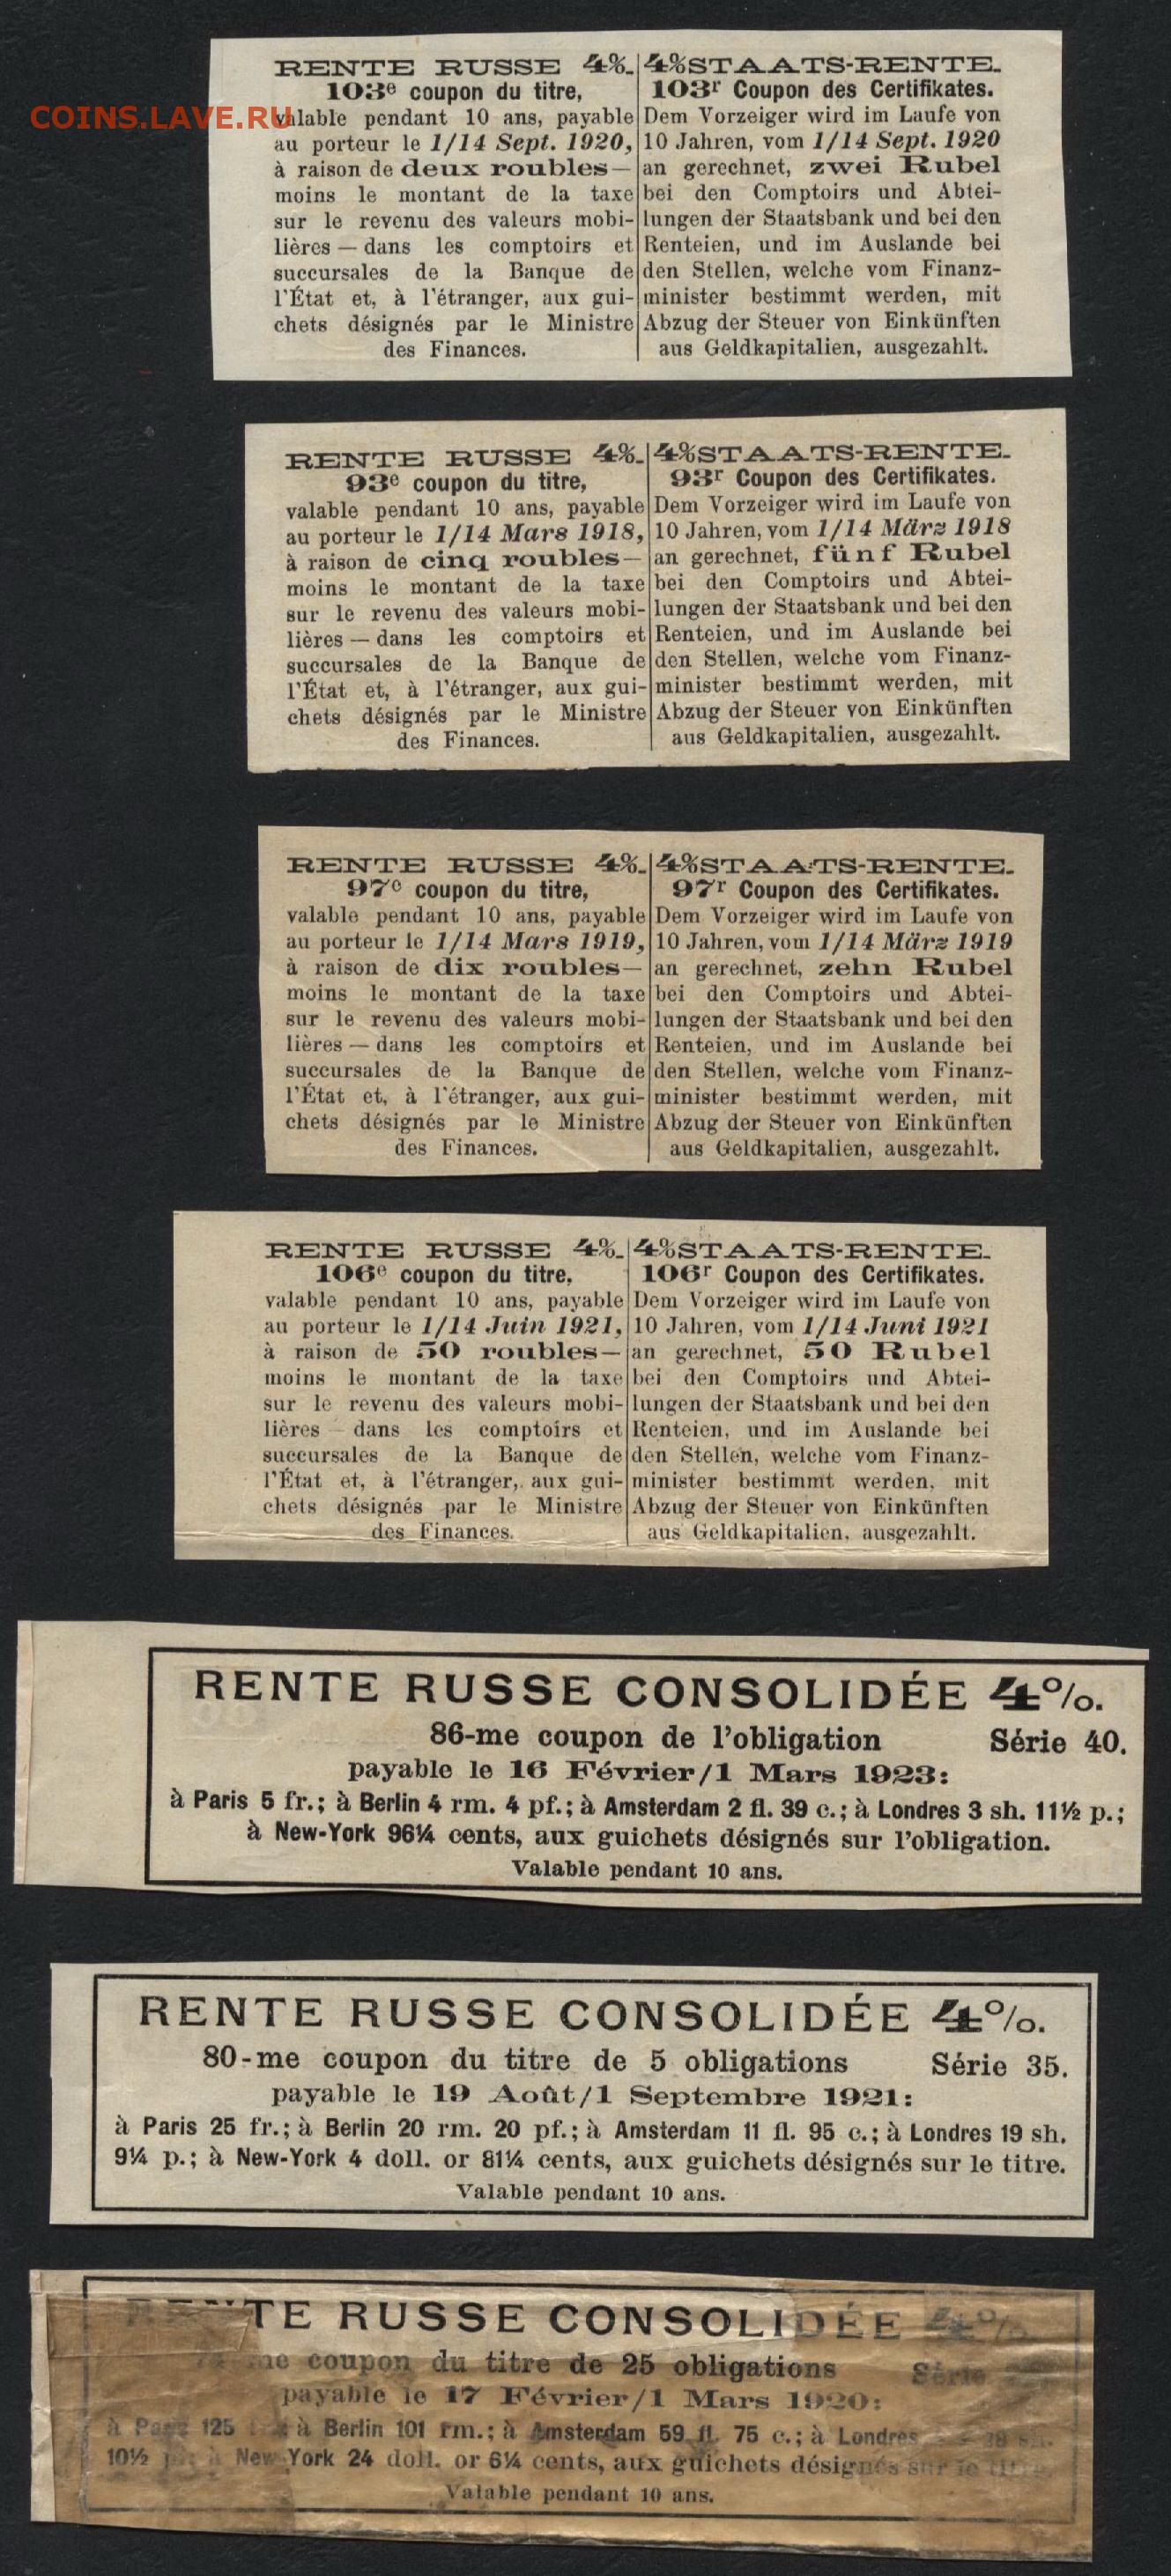 COINS.LAVE.RU
RENTE RUSSE 4%.
103e coupon du titre,
valable pendant 10 ans, payable
au porteur le 1/14 Sept. 1920,
à raison de deux roubles—
moins le montant de la taxe
sur le revenu des valeurs mobi-
lières — dans les comptoirs et
succursales de la Banque de
l'État et, à l'étranger, aux gui-
chets désignés par le Ministre
des Finances.
4% STAATS-RENTE.
103r Coupon des Certifikates.
Dem Vorzeiger wird im Laufe von
10 Jahren, vom 1/14 Sept. 1920
an gerechnet, zwei Rubel
bei den Comptoirs und Abtei-
lungen der Staatsbank und bei den
Renteien, und im Auslande bei
den Stellen, welche vom Finanz-
minister bestimmt werden, mit
Abzug der Steuer von Einkünften
aus Geldkapitalien, ausgezahlt.
RENTE RUSSE 4%.
93e coupon du titre,
valable pendant 10 ans, payable
au porteur le 1/14 Mars 1918,
à raison de cinq roubles—
moins le montant de la taxe
sur le revenu des valeurs mobi-
lières — dans les comptoirs et
succursales de la Banque de
l'État et, à l'étranger, aux gui-
chets désignés par le Ministre
des Finances.
4% STAATS-RENTE.
93r Coupon des Certifikates.
Dem Vorzeiger wird im Laufe von
10 Jahren, vom 1/14 März 1918
an gerechnet, fünf Rubel
bei den Comptoirs und Abtei-
lungen der Staatsbank und bei den
Renteien, und im Auslande bei
den Stellen, welche vom Finanz-
minister bestimmt werden, mit
Abzug der Steuer von Einkünften
aus Geldkapitalien, ausgezahlt.
RENTE RUSSE 4%.
97e coupon du titre,
valable pendant 10 ans, payable
au porteur le 1/14 Mars 1919,
à raison de dix roubles—
moins le montant de la taxe
sur le revenu des valeurs mobi-
lières — dans les comptoirs et
succursales de la Banque de
l'État et, à l'étranger, aux gui-
chets désignés par le Ministre
des Finances.
4% STAATS-RENTE.
97r Coupon des Certifikates.
Dem Vorzeiger wird im Laufe von
10 Jahren, vom 1/14 März 1919
an gerechnet, zehn Rubel
bei den Comptoirs und Abtei-
lungen der Staatsbank und bei den
Renteien, und im Auslande bei
den Stellen, welche vom Finanz-
minister bestimmt werden, mit
Abzug der Steuer von Einkünften
aus Geldkapitalien, ausgezahlt.
RENTE RUSSE 4%.
106e coupon du titre,
valable pendant 10 ans, payable
au porteur le 1/14 Juin 1921,
à raison de 50 roubles—
moins le montant de la taxe
sur le revenu des valeurs mobi-
lières — dans les comptoirs et
succursales de la Banque de
l'État et, à l'étranger, aux gui-
chets désignés par le Ministre
des Finances.
4% STAATS-RENTE.
106r Coupon des Certifikates.
Dem Vorzeiger wird im Laufe von
10 Jahren, vom 1/14 Juni 1921
an gerechnet, 50 Rubel
bei den Comptoirs und Abtei-
lungen der Staatsbank und bei den
Renteien, und im Auslande bei
den Stellen, welche vom Finanz-
minister bestimmt werden, mit
Abzug der Steuer von Einkünften
aus Geldkapitalien, ausgezahlt.
RENTE RUSSE CONSOLIDÉE 4%.
86-me coupon de l'obligation Série 40.
payable le 16 Février/1 Mars 1923:
à Paris 5 fr.; à Berlin 4 rm. 4 pf.; à Amsterdam 2 fl. 39 c.; à Londres 3 sh. 11½ p.;
à New-York 96¼ cents, aux guichets désignés sur l'obligation.
Valable pendant 10 ans.
RENTE RUSSE CONSOLIDÉE 4%.
80-me coupon du titre de 5 obligations Série 35.
payable le 19 Août/1 Septembre 1921:
à Paris 25 fr.; à Berlin 20 rm. 20 pf.; à Amsterdam 11 fl. 95 c.; à Londres 19 sh.
9¼ p.; à New-York 4 doll. or 81¼ cents, aux guichets désignés sur le titre.
Valable pendant 10 ans.
RENTE RUSSE CONSOLIDÉE 4%
coupon du titre de 25 obligations Série
payable le 17 Février/1 Mars 1920:
à 125 à Berlin 101 rm.; à Amsterdam 59 fl. 75 c.; à Londres
10½ New-York 24 doll. or 6¼ cents, aux guichets désignés sur le
Valable pendant 10 ans.